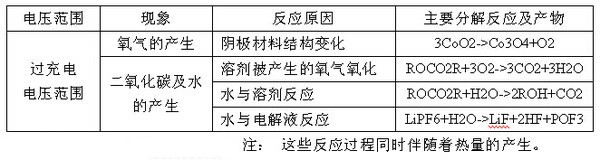 电压范围 现象 反应原因 主要分解反应及产物
过充电电压范围 氧气的产生 阴极材料结构变化 3CoO2->Co3O4+O2
二氧化碳及水的产生 溶剂被产生的氧气氧化 ROCO2R+3O2->3CO2+3H2O
水与溶剂反应 ROCO2R+H2O->2ROH+CO2
水与电解液反应 LiPF6+H2O->LiF+2HF+POF3
注： 这些反应过程同时伴随着热量的产生。